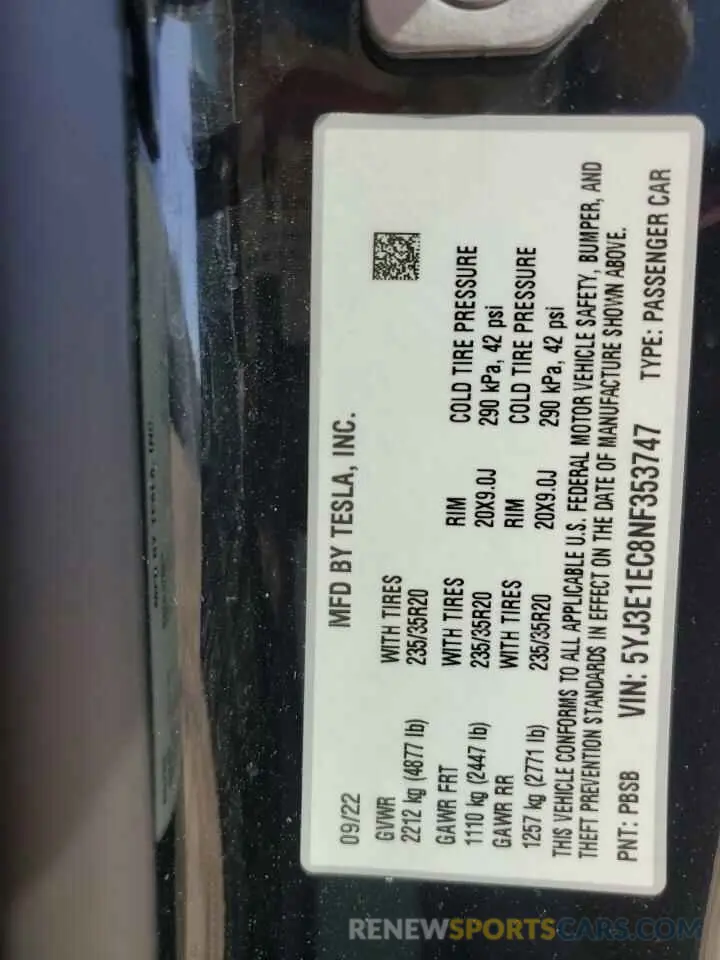 MFD BY TESLA, INC.
09/22
GVWR WITH TIRES
2212 kg (4877 lb) 235/35R20
GAWR FRT WITH TIRES RIM COLD TIRE PRESSURE
1110 kg (2447 lb) 235/35R20 20X9.0J 290 kPa, 42 psi
GAWR RR WITH TIRES RIM COLD TIRE PRESSURE
1257 kg (2771 lb) 235/35R20 20X9.0J 290 kPa, 42 psi
THIS VEHICLE CONFORMS TO ALL APPLICABLE U.S. FEDERAL MOTOR VEHICLE SAFETY, BUMPER, AND
THEFT PREVENTION STANDARDS IN EFFECT ON THE DATE OF MANUFACTURE SHOWN ABOVE.
PNT: PBSB VIN: 5YJ3E1EC8NF353747 TYPE: PASSENGER CAR
MFD BY TESLA, INC.
RENEWSPORTSCARS.COM